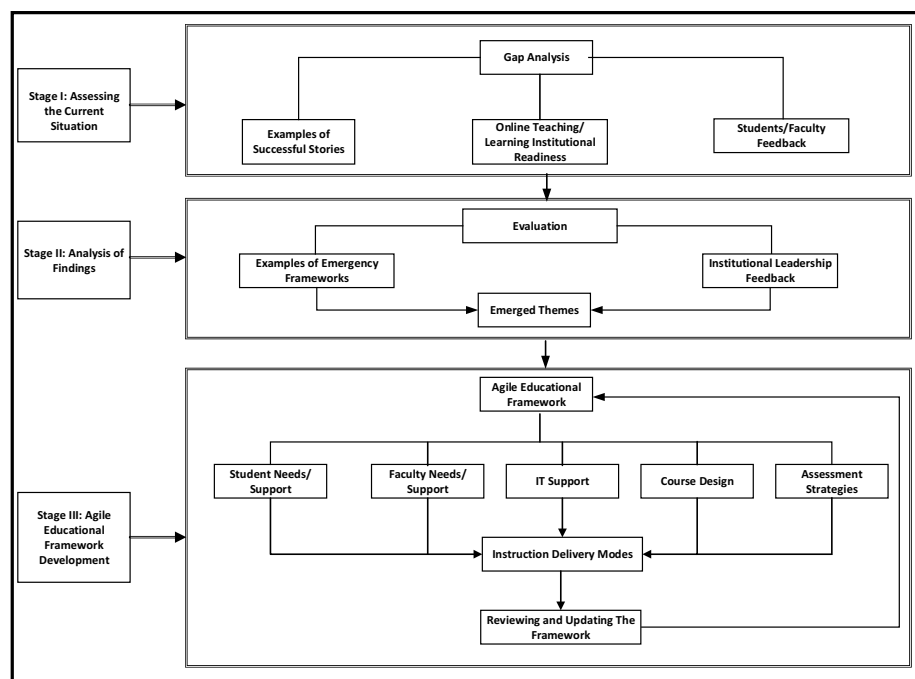 Gap Analysis
Stage I: Assessing
the Current
Situation
Examples of
Successful Stories
Online Teaching/
Learning Institutional
Readiness
Students/Faculty
Feedback
Stage II: Analysis of
Findings
Evaluation
Examples of Emergency
Frameworks
Institutional Leadership
Feedback
Emerged Themes
Stage III: Agile
Educational
Framework
Development
Agile Educational
Framework
Student Needs/
Support
Faculty Needs/
Support
IT Support
Course Design
Assessment
Strategies
Instruction Delivery Modes
Reviewing and Updating The
Framework